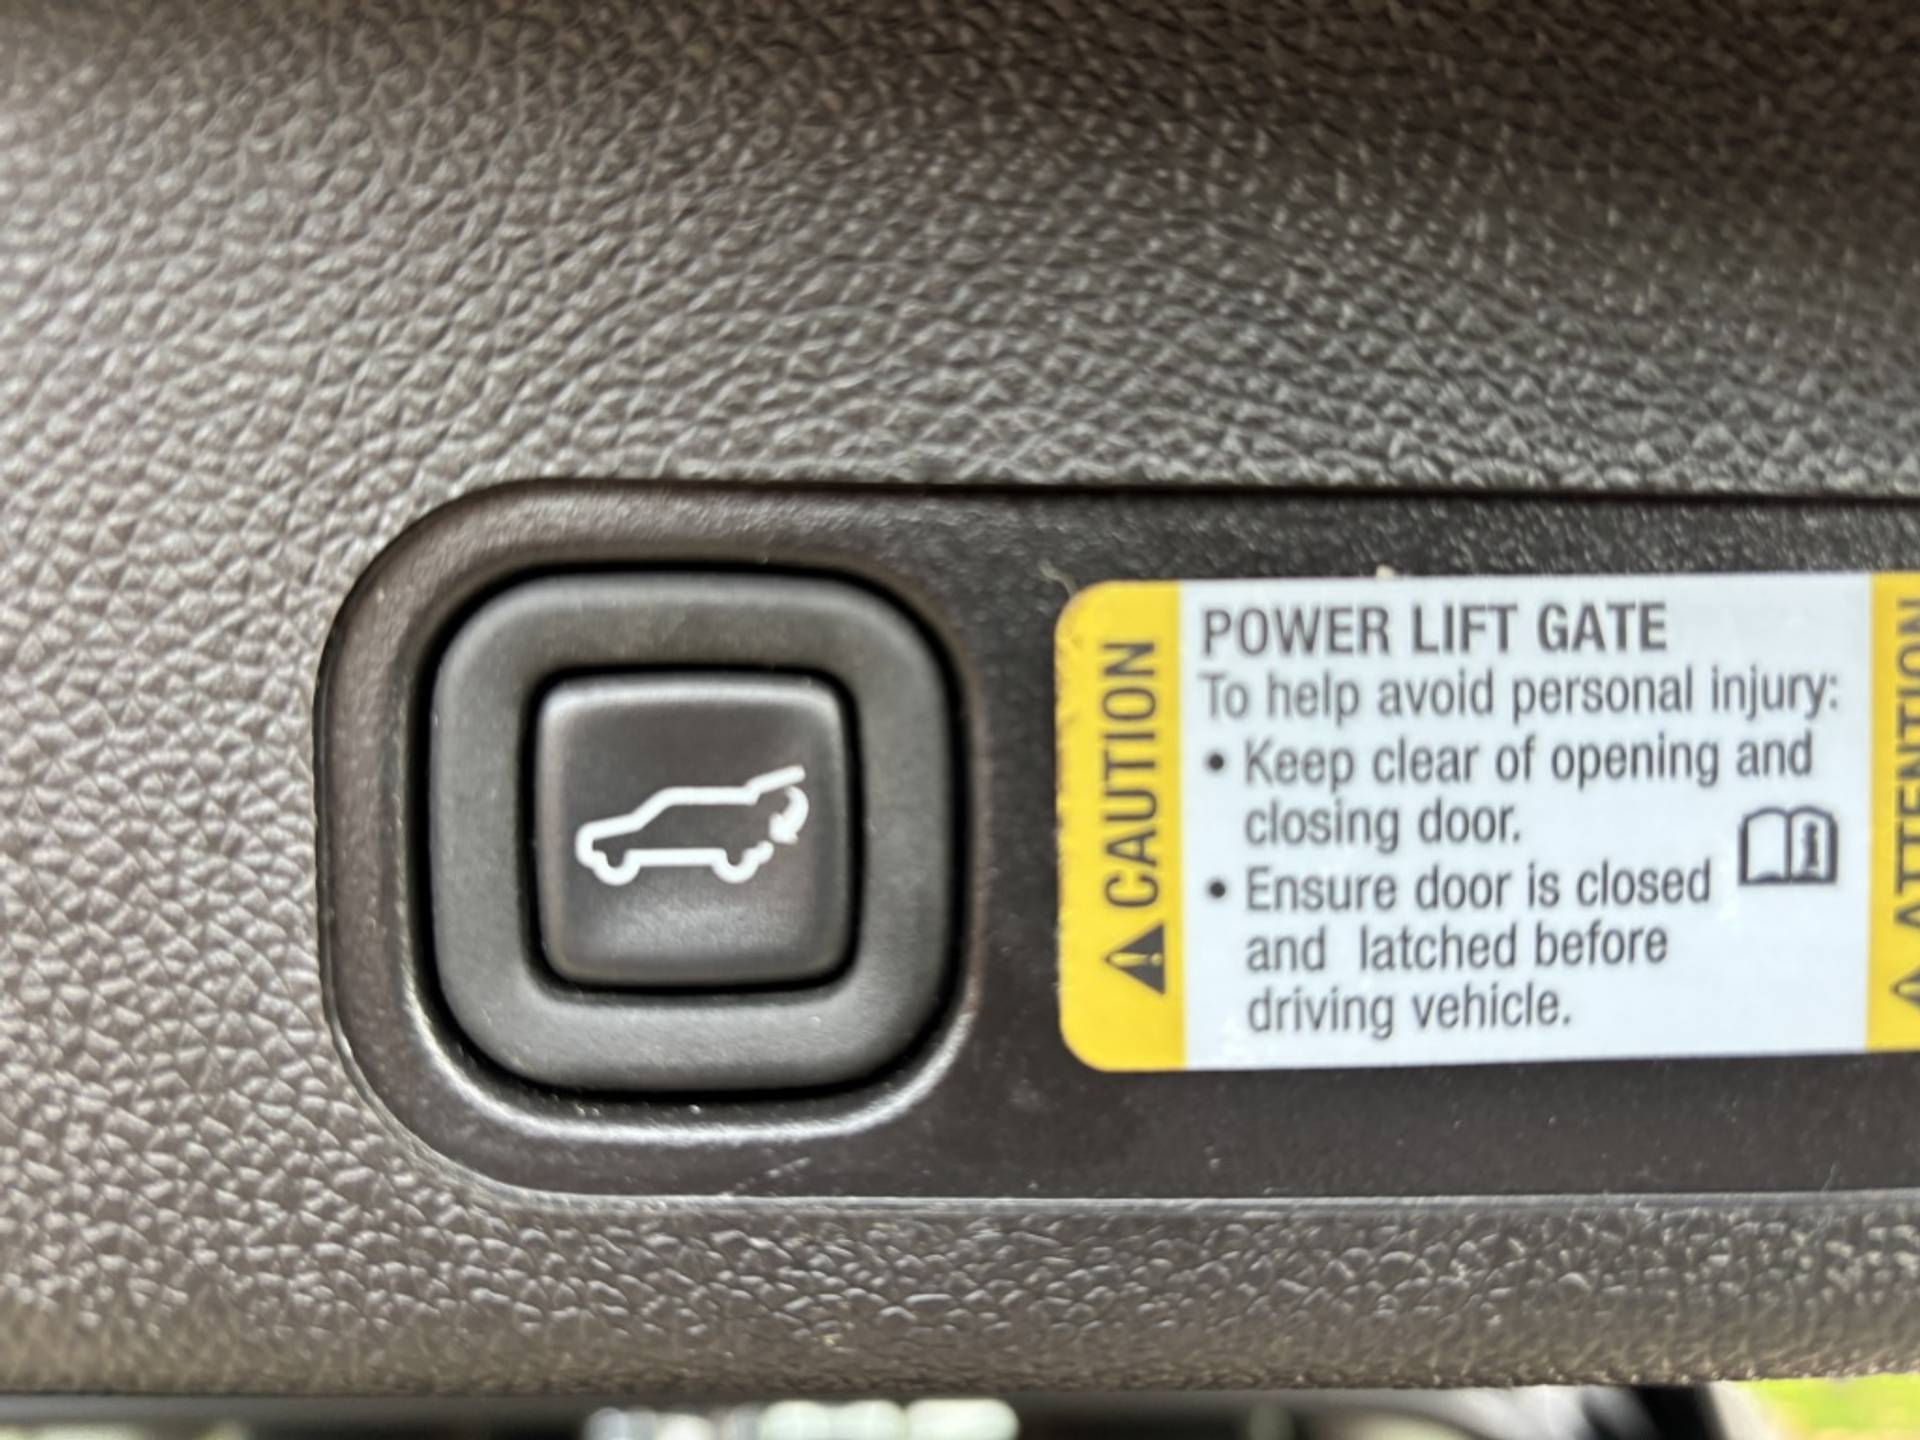 CAUTION
POWER LIFT GATE
To help avoid personal injury:
• Keep clear of opening and
closing door.
• Ensure door is closed
and latched before
driving vehicle.
ATTENTION